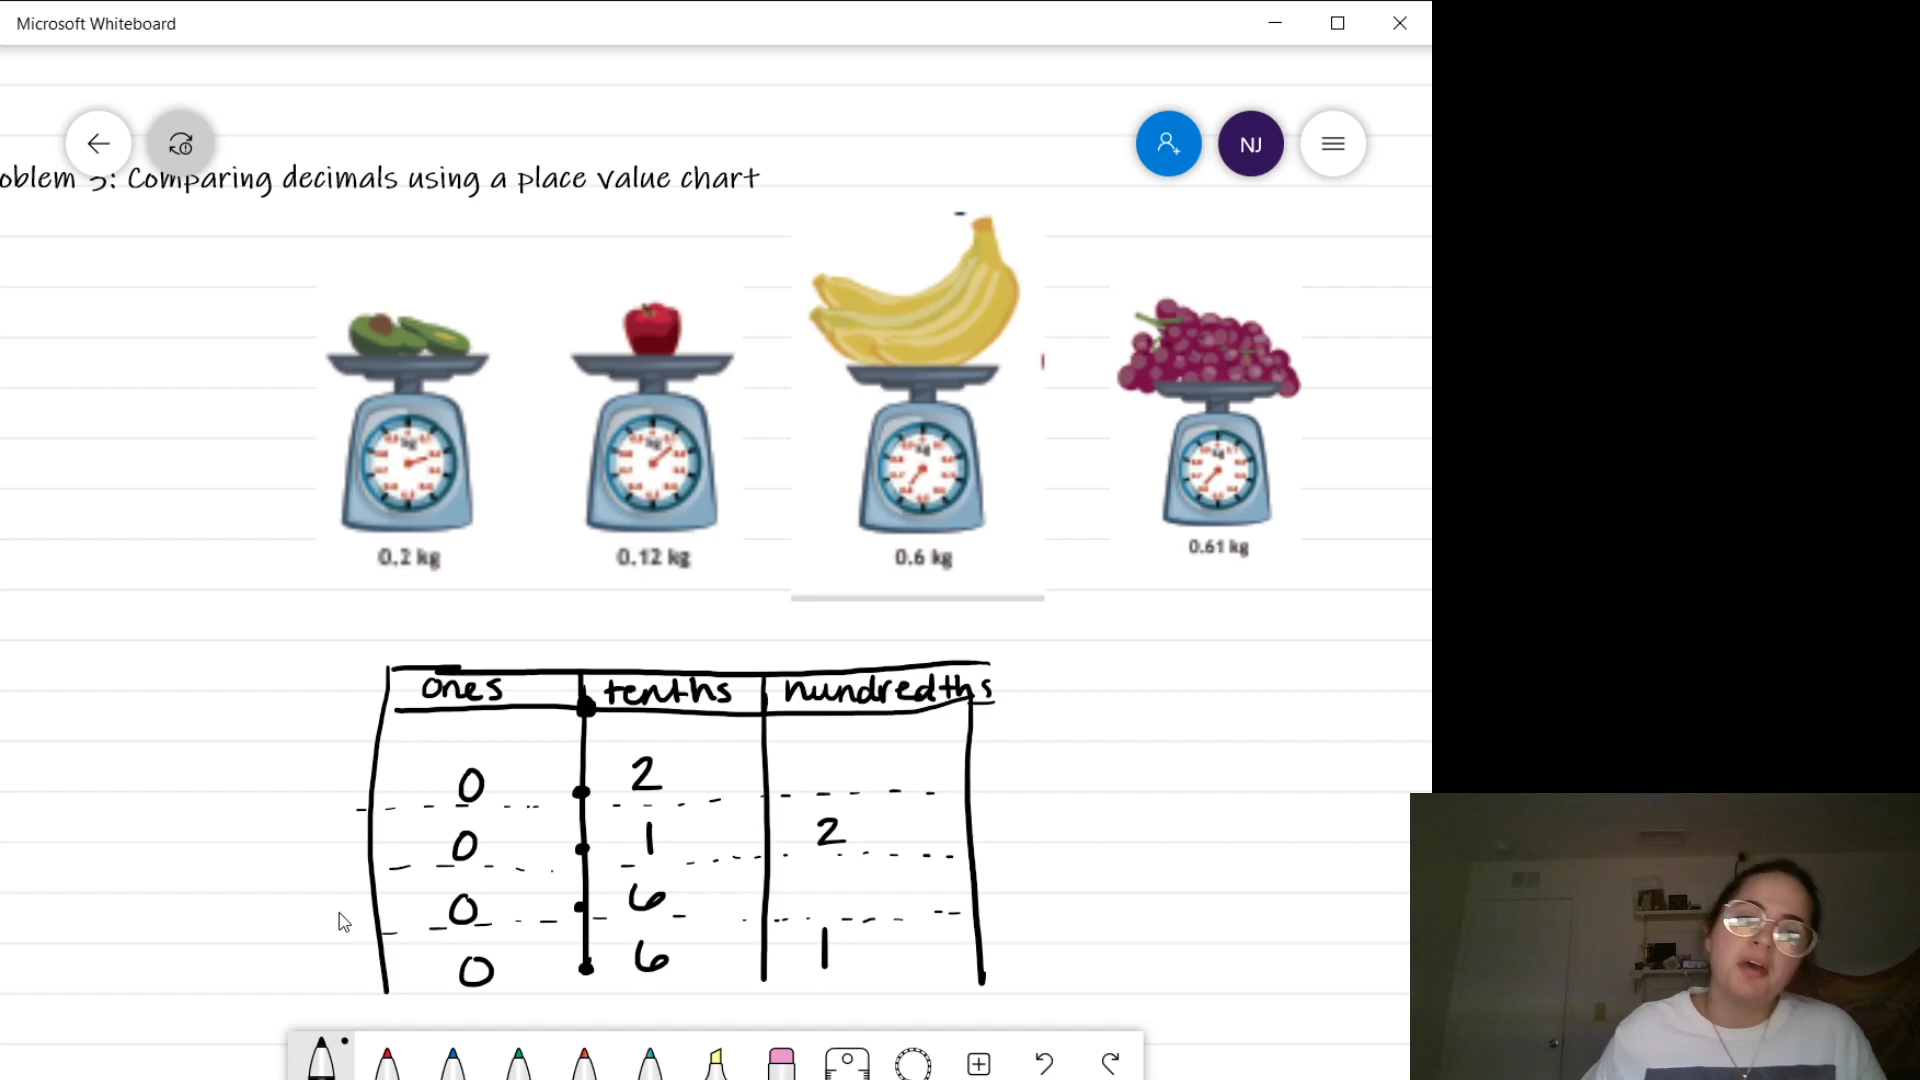 Microsoft Whiteboard
NJ
oblem 3: Comparing decimals using a place value chart
0.2 kg
0.12 kg
0.6 kg
0.61 kg
ones tenths hundredths
0 . 2
0 . 1 2
0 . 6
0 . 6 1